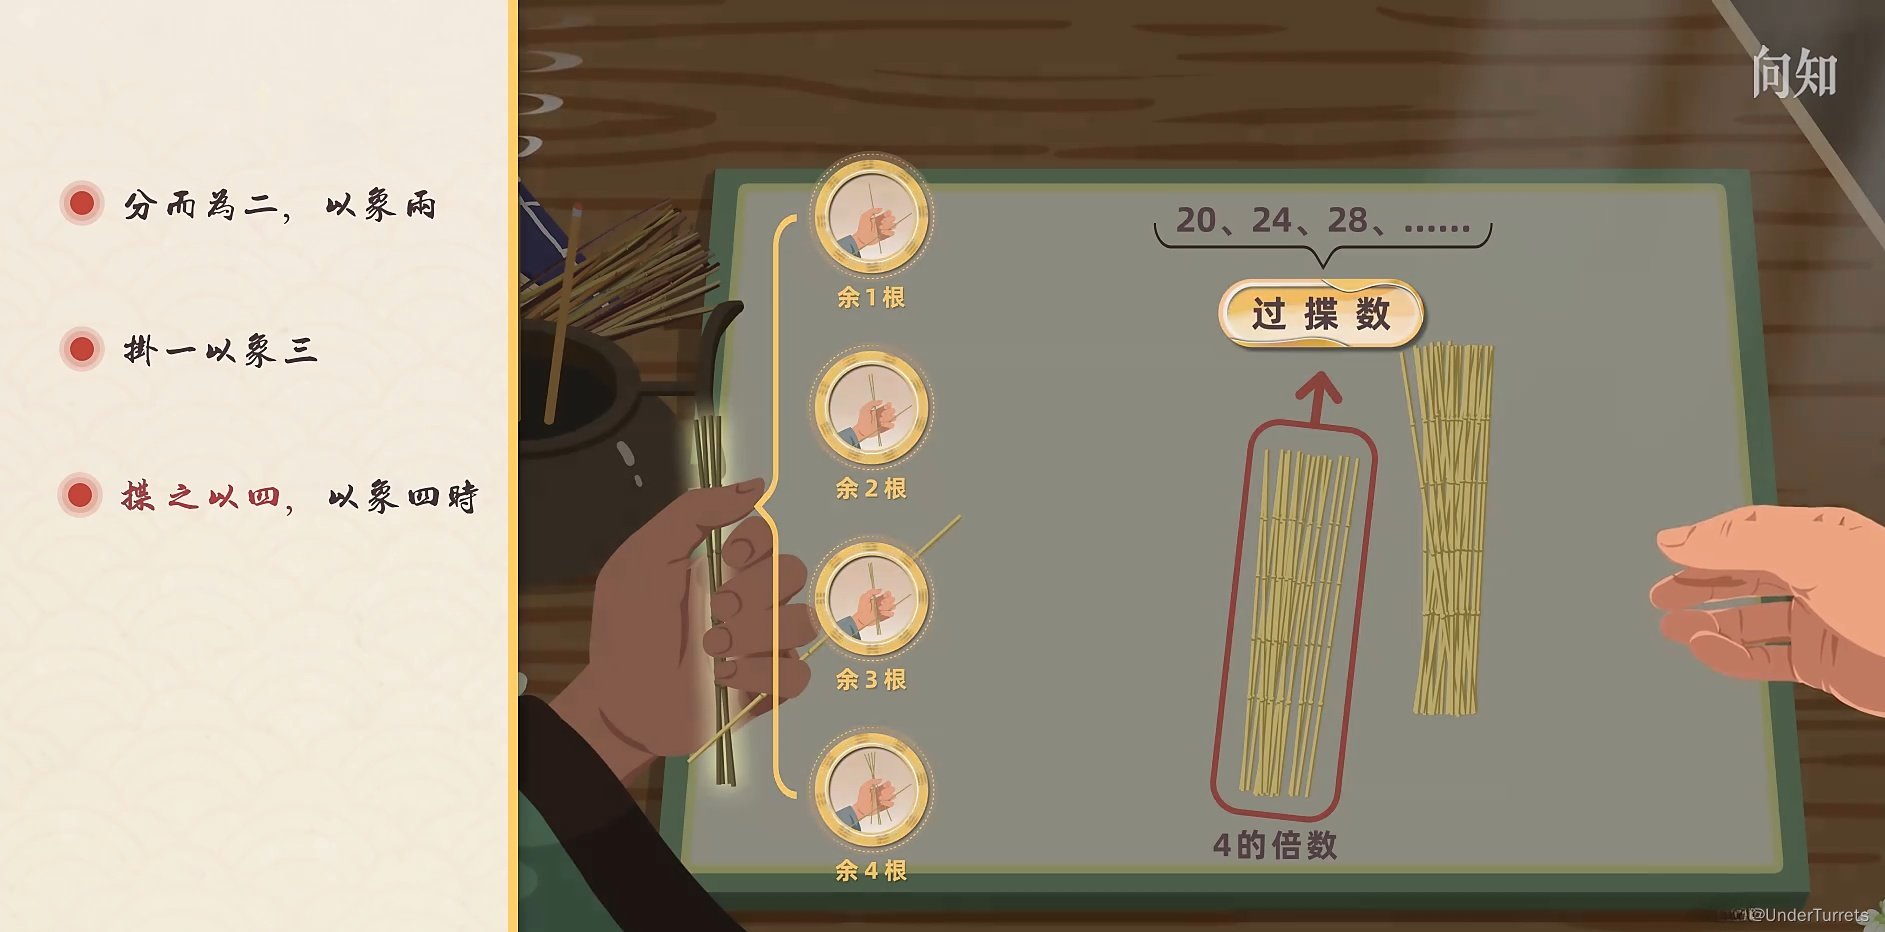 分而為二，以象兩
掛一以象三
揲之以四，以象四時
问知
余1根
余2根
余3根
余4根
20、24、28、……
过揲数
4的倍数
@UnderTurrets